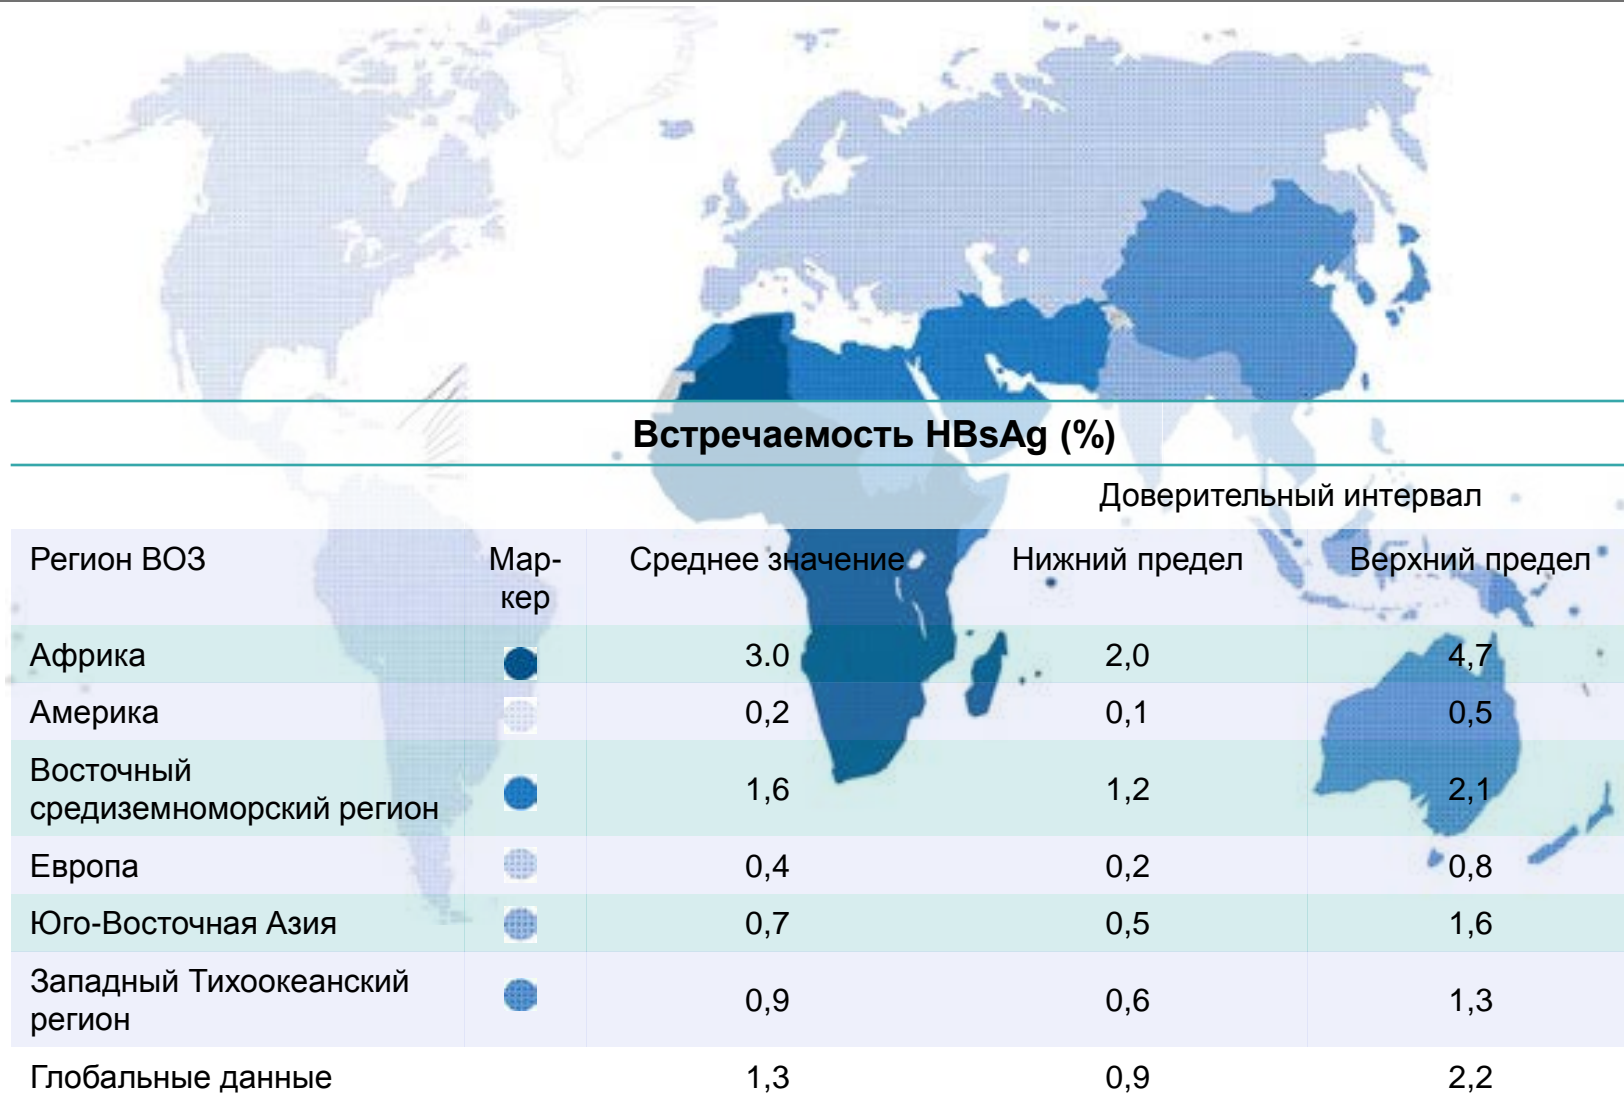 Встречаемость HBsAg (%)
Доверительный интервал
Регион ВОЗ Мар- Среднее значение Нижний предел Верхний предел
кер
Африка 3.0 2,0 4,7
Америка 0,2 0,1 0,5
Восточный
средиземноморский регион 1,6 1,2 2,1
Европа 0,4 0,2 0,8
Юго-Восточная Азия 0,7 0,5 1,6
Западный Тихоокеанский
регион 0,9 0,6 1,3
Глобальные данные 1,3 0,9 2,2